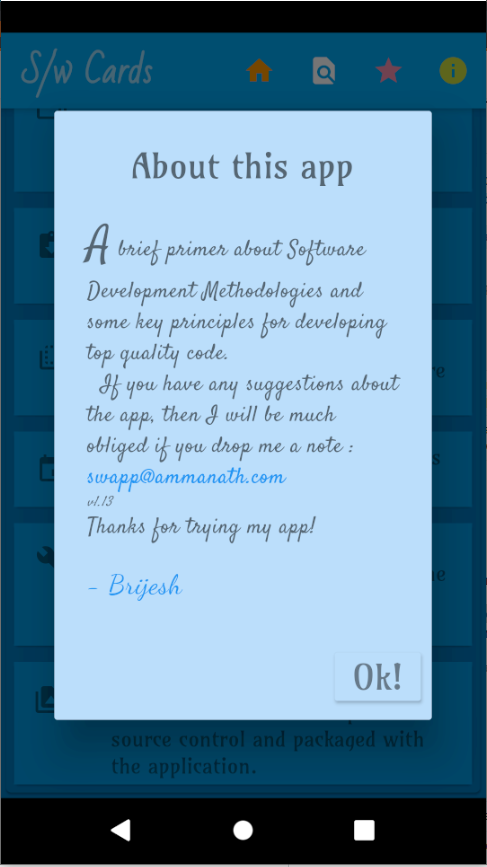 S/w Cards
About this app
A brief primer about Software
Development Methodologies and
some key principles for developing
top quality code.
If you have any suggestions about
the app, then I will be much
obliged if you drop me a note :
swapp@ammanath.com
v1.13
Thanks for trying my app!
- Brijesh
Ok!
source control and packaged with
the application.